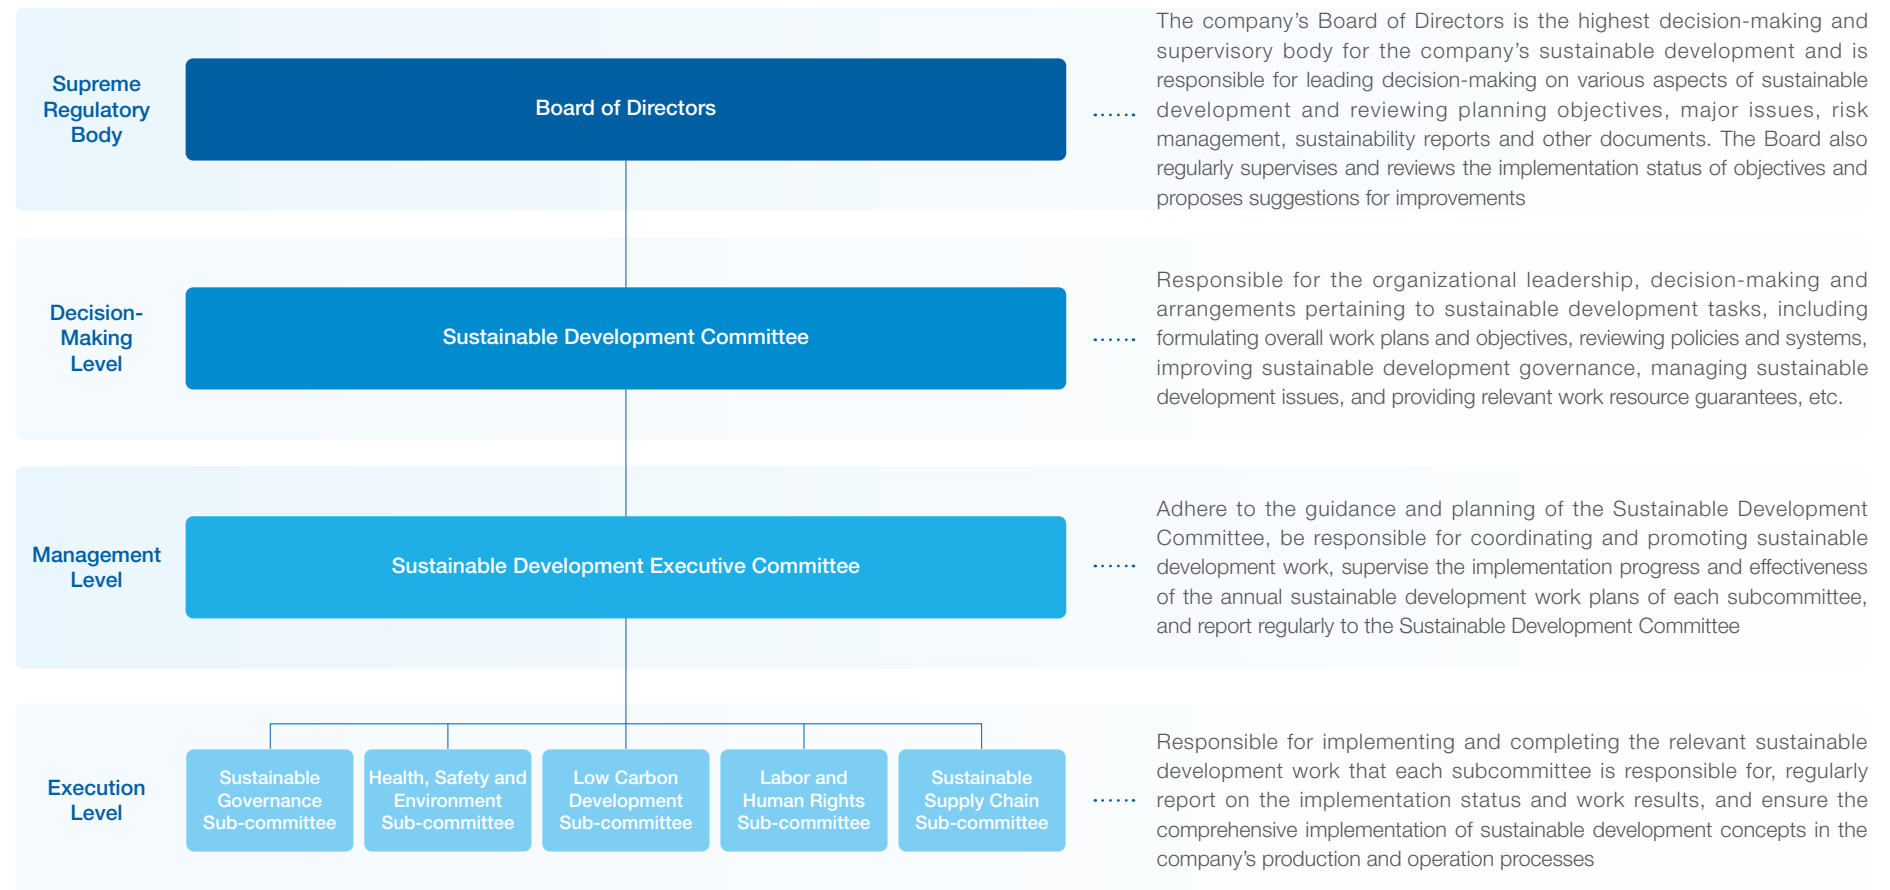 Supreme
Regulatory
Body
Board of Directors
The company’s Board of Directors is the highest decision-making and
supervisory body for the company’s sustainable development and is
responsible for leading decision-making on various aspects of sustainable
development and reviewing planning objectives, major issues, risk
management, sustainability reports and other documents. The Board also
regularly supervises and reviews the implementation status of objectives and
proposes suggestions for improvements
Decision-
Making
Level
Sustainable Development Committee
Responsible for the organizational leadership, decision-making and
arrangements pertaining to sustainable development tasks, including
formulating overall work plans and objectives, reviewing policies and systems,
improving sustainable development governance, managing sustainable
development issues, and providing relevant work resource guarantees, etc.
Management
Level
Sustainable Development Executive Committee
Adhere to the guidance and planning of the Sustainable Development
Committee, be responsible for coordinating and promoting sustainable
development work, supervise the implementation progress and effectiveness
of the annual sustainable development work plans of each subcommittee,
and report regularly to the Sustainable Development Committee
Execution
Level
Sustainable
Governance
Sub-committee
Health, Safety and
Environment
Sub-committee
Low Carbon
Development
Sub-committee
Labor and
Human Rights
Sub-committee
Sustainable
Supply Chain
Sub-committee
Responsible for implementing and completing the relevant sustainable
development work that each subcommittee is responsible for, regularly
report on the implementation status and work results, and ensure the
comprehensive implementation of sustainable development concepts in the
company’s production and operation processes